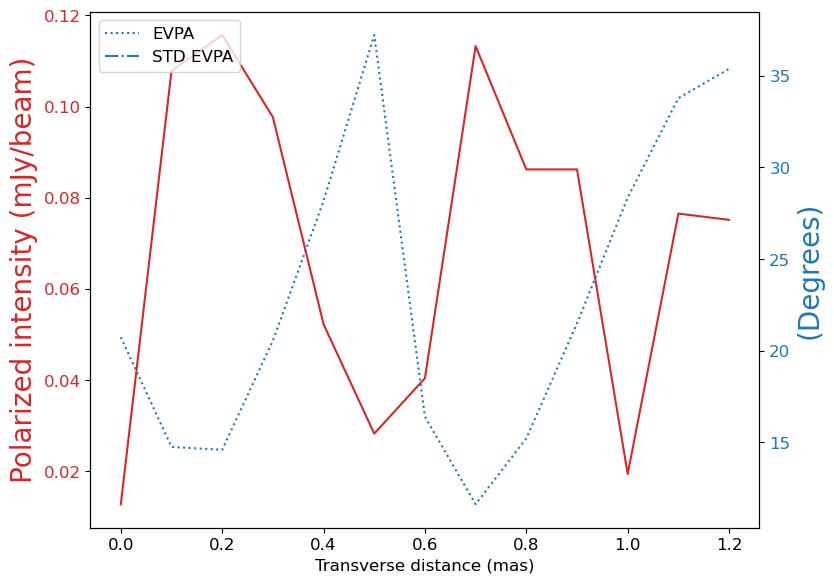 EVPA
STD EVPA
Polarized intensity (mJy/beam)
0.12
0.10
0.08
0.06
0.04
0.02
35
30
25
20
15
(Degrees)
0.0 0.2 0.4 0.6 0.8 1.0 1.2
Transverse distance (mas)